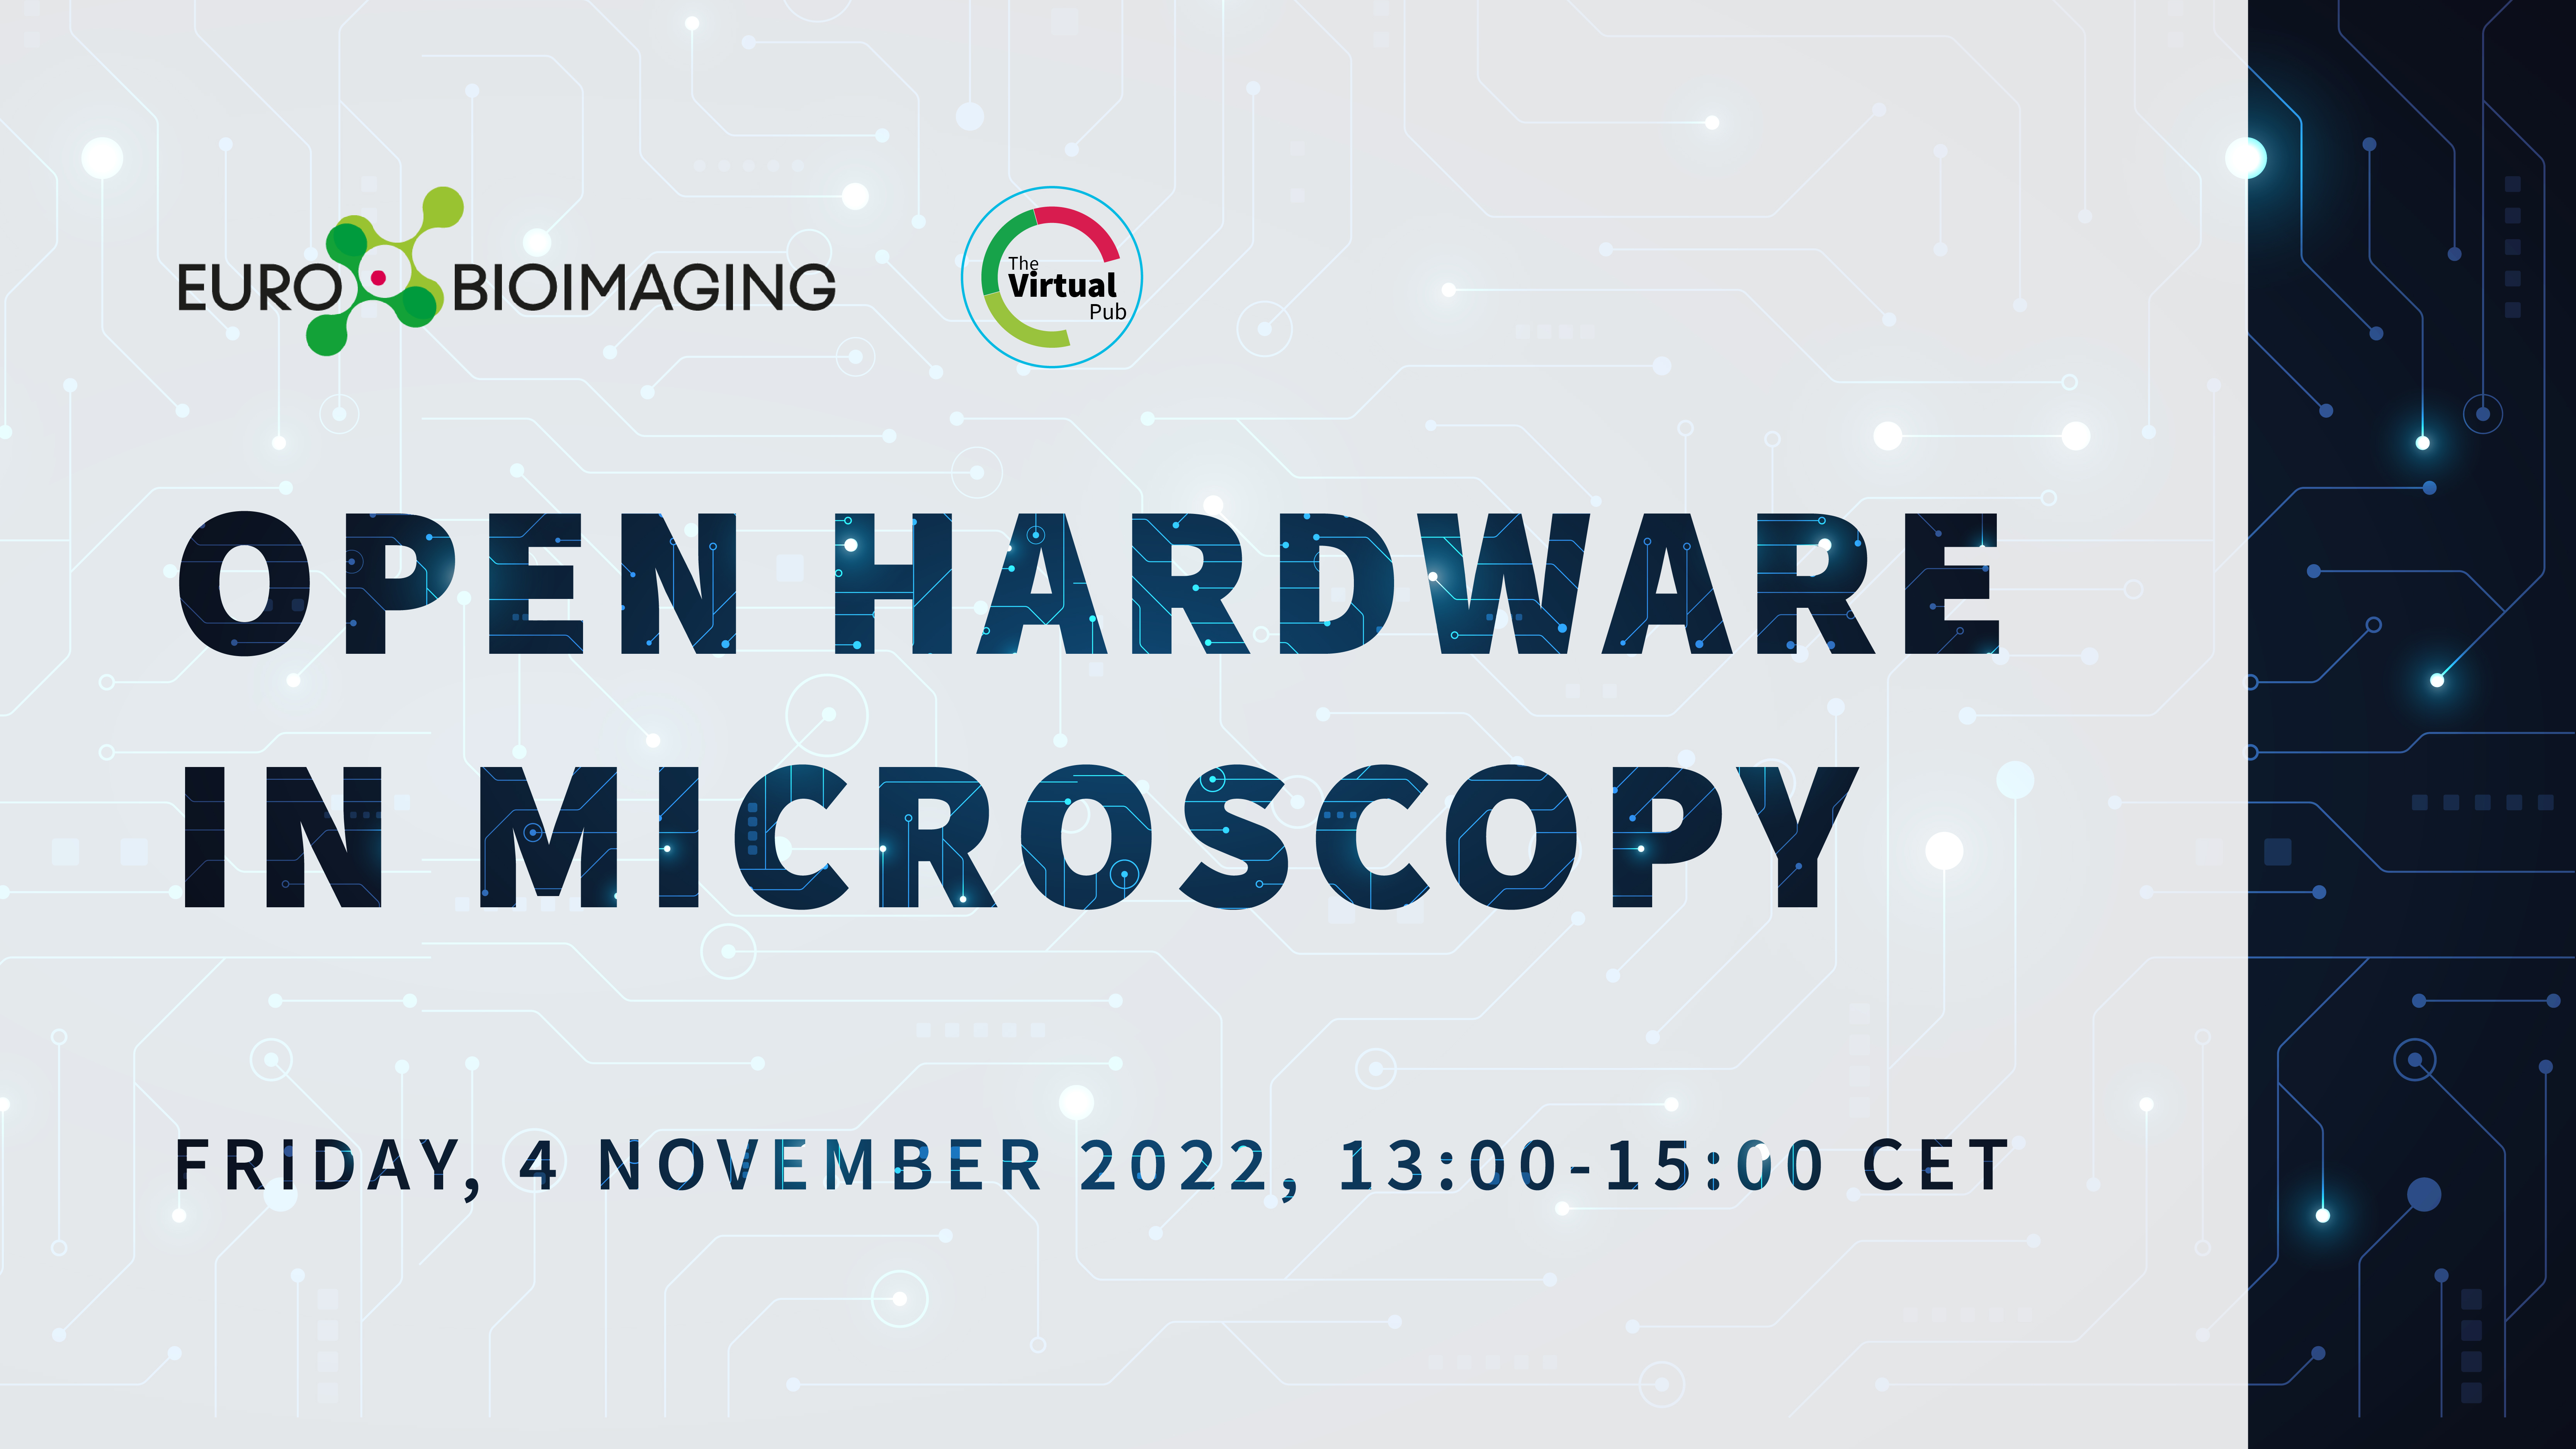 EURO BIOIMAGING
The
Virtual
Pub
OPEN HARDWARE
IN MICROSCOPY
FRIDAY, 4 NOVEMBER 2022, 13:00-15:00 CET